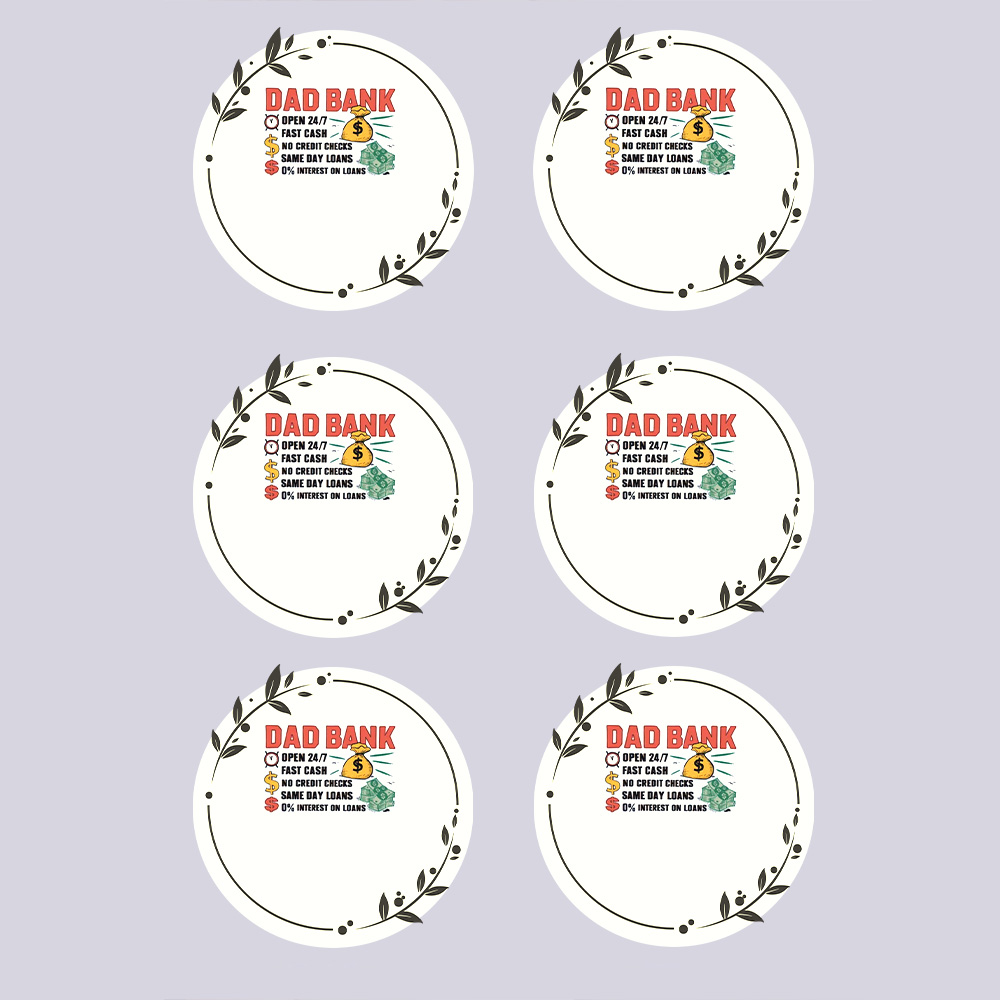 DAD BANK
OPEN 24/7
FAST CASH
NO CREDIT CHECKS
SAME DAY LOANS
0% INTEREST ON LOANS
DAD BANK
OPEN 24/7
FAST CASH
NO CREDIT CHECKS
SAME DAY LOANS
0% INTEREST ON LOANS
DAD BANK
OPEN 24/7
FAST CASH
NO CREDIT CHECKS
SAME DAY LOANS
0% INTEREST ON LOANS
DAD BANK
OPEN 24/7
FAST CASH
NO CREDIT CHECKS
SAME DAY LOANS
0% INTEREST ON LOANS
DAD BANK
OPEN 24/7
FAST CASH
NO CREDIT CHECKS
SAME DAY LOANS
0% INTEREST ON LOANS
DAD BANK
OPEN 24/7
FAST CASH
NO CREDIT CHECKS
SAME DAY LOANS
0% INTEREST ON LOANS